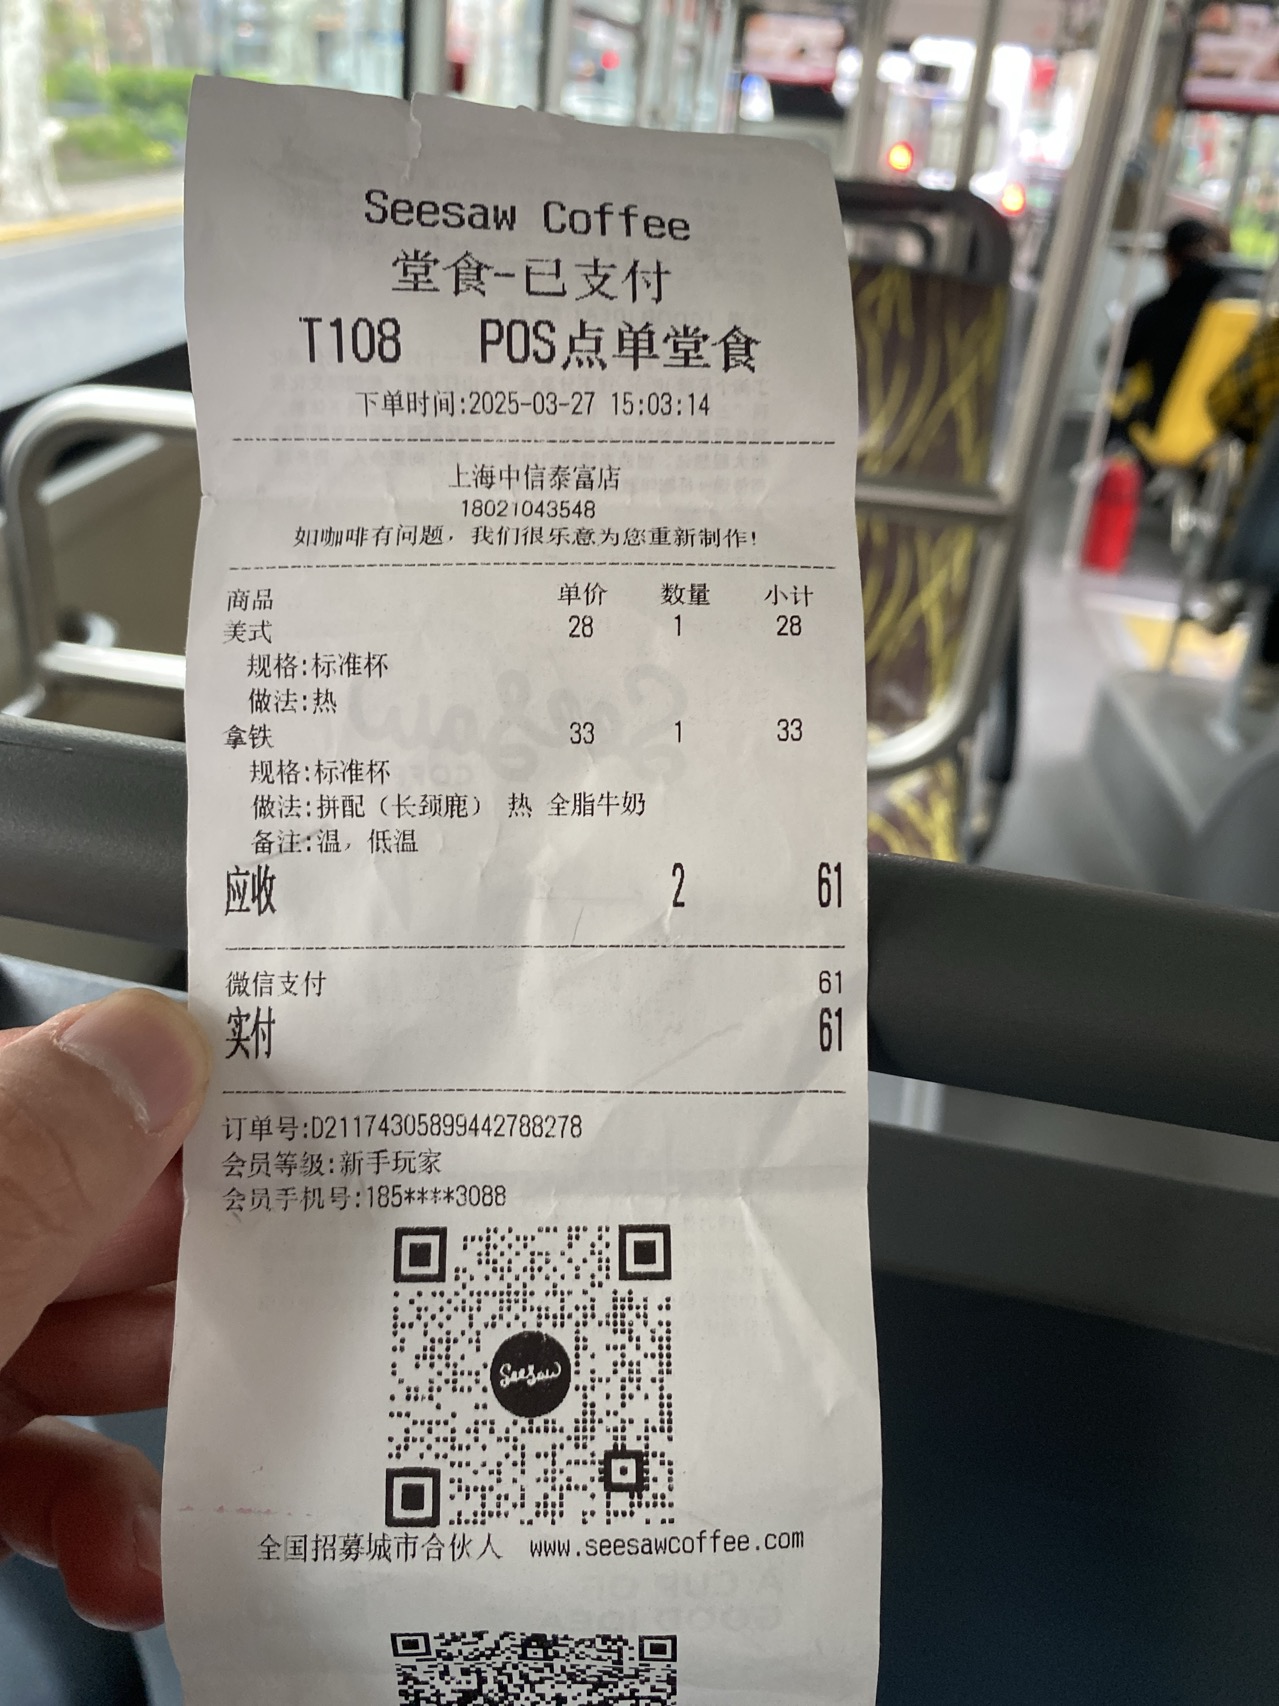 Seesaw Coffee
堂食-已支付
T108 POS点单堂食
下单时间:2025-03-27 15:03:14
上海中信泰富店
18021043548
如咖啡有问题，我们很乐意为您重新制作!
商品 单价 数量 小计
美式 28 1 28
规格:标准杯
做法:热
拿铁 33 1 33
规格:标准杯
做法:拼配（长颈鹿） 热 全脂牛奶
备注:温，低温
应收 2 61
微信支付 61
实付 61
订单号:D21174305899442788278
会员等级:新手玩家
会员手机号:185****3088
Seesaw
全国招募城市合伙人 www.seesawcoffee.com